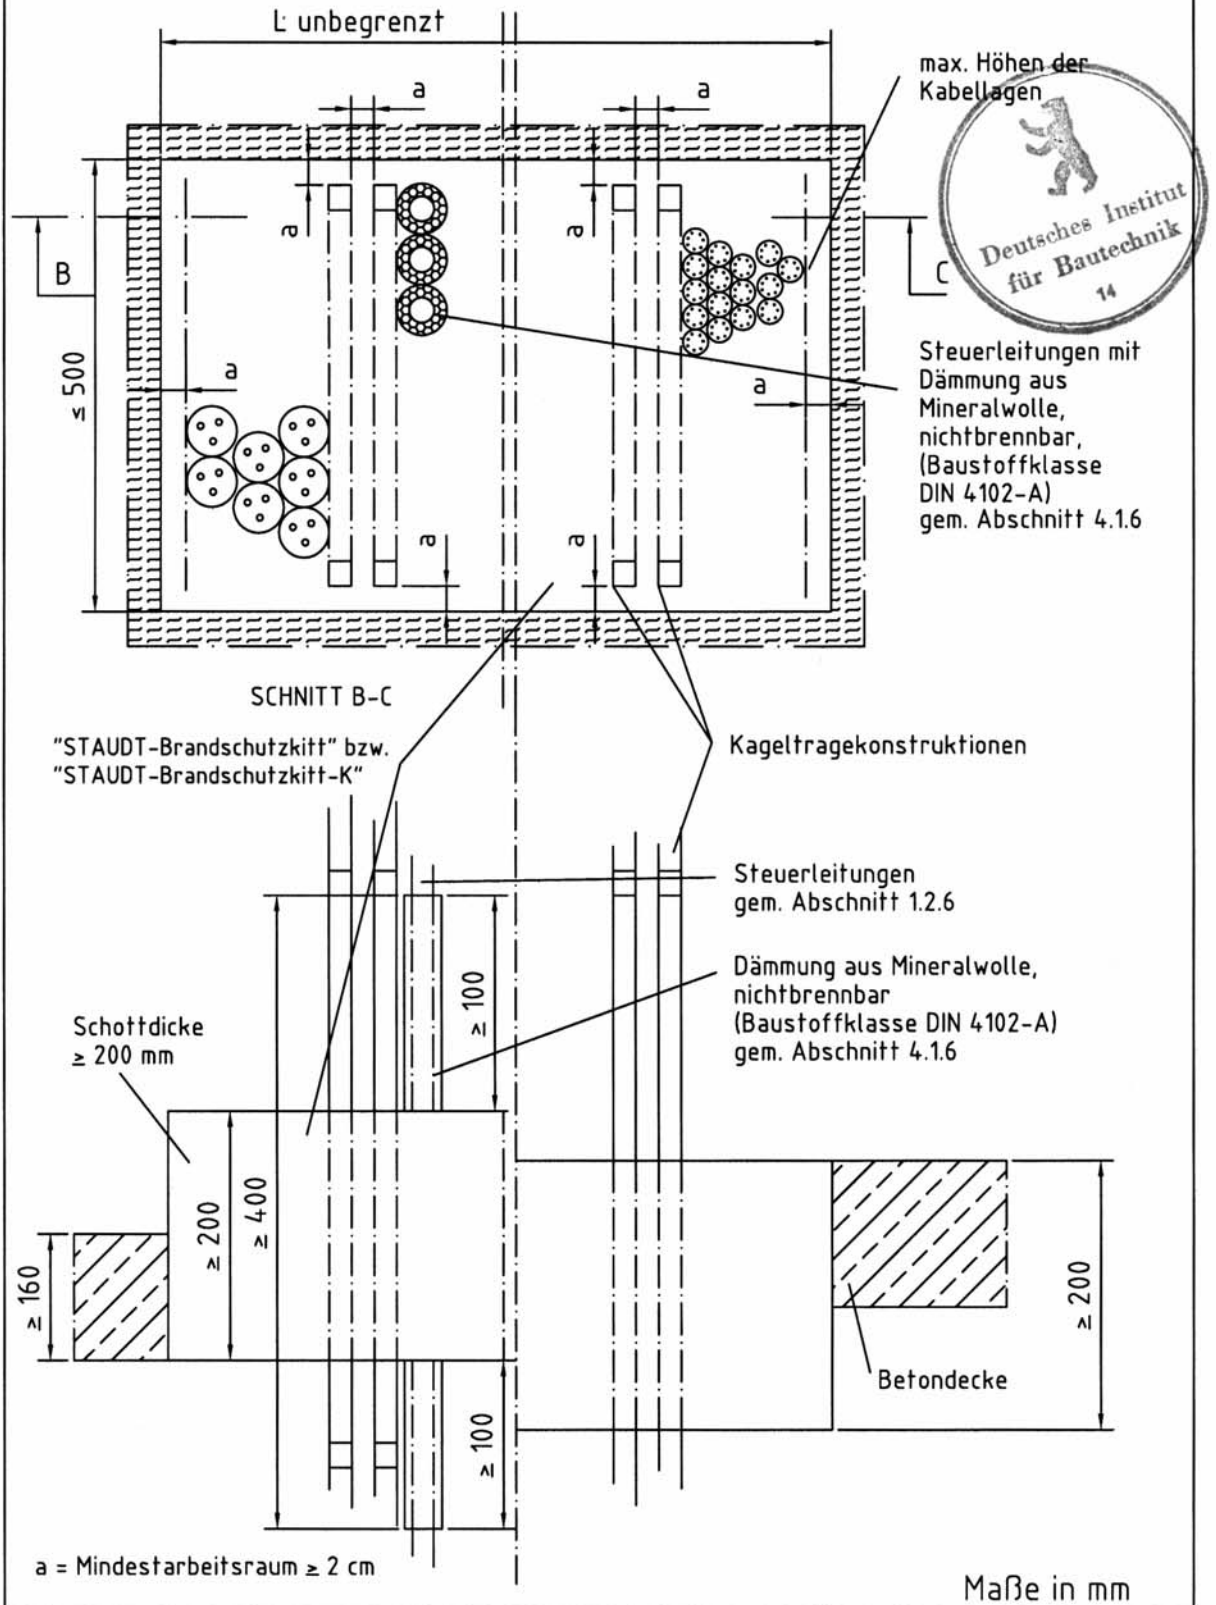 L unbegrenzt
max. Höhen der
Kabellagen
a
a
Deutsches Institut
für Bautechnik
14
a
a
B
C
≤ 500
a
a
Steuerleitungen mit
Dämmung aus
Mineralwolle,
nichtbrennbar,
(Baustoffklasse
DIN 4102-A)
gem. Abschnitt 4.1.6
a
a
SCHNITT B-C
"STAUDT-Brandschutzkitt" bzw.
"STAUDT-Brandschutzkitt-K"
Kageltragekonstruktionen
Steuerleitungen
gem. Abschnitt 1.2.6
Dämmung aus Mineralwolle,
nichtbrennbar
(Baustoffklasse DIN 4102-A)
gem. Abschnitt 4.1.6
≥ 100
Schottdicke
≥ 200 mm
≥ 400
≥ 200
≥ 160
≥ 200
Betondecke
≥ 100
a = Mindestarbeitsraum ≥ 2 cm
Maße in mm